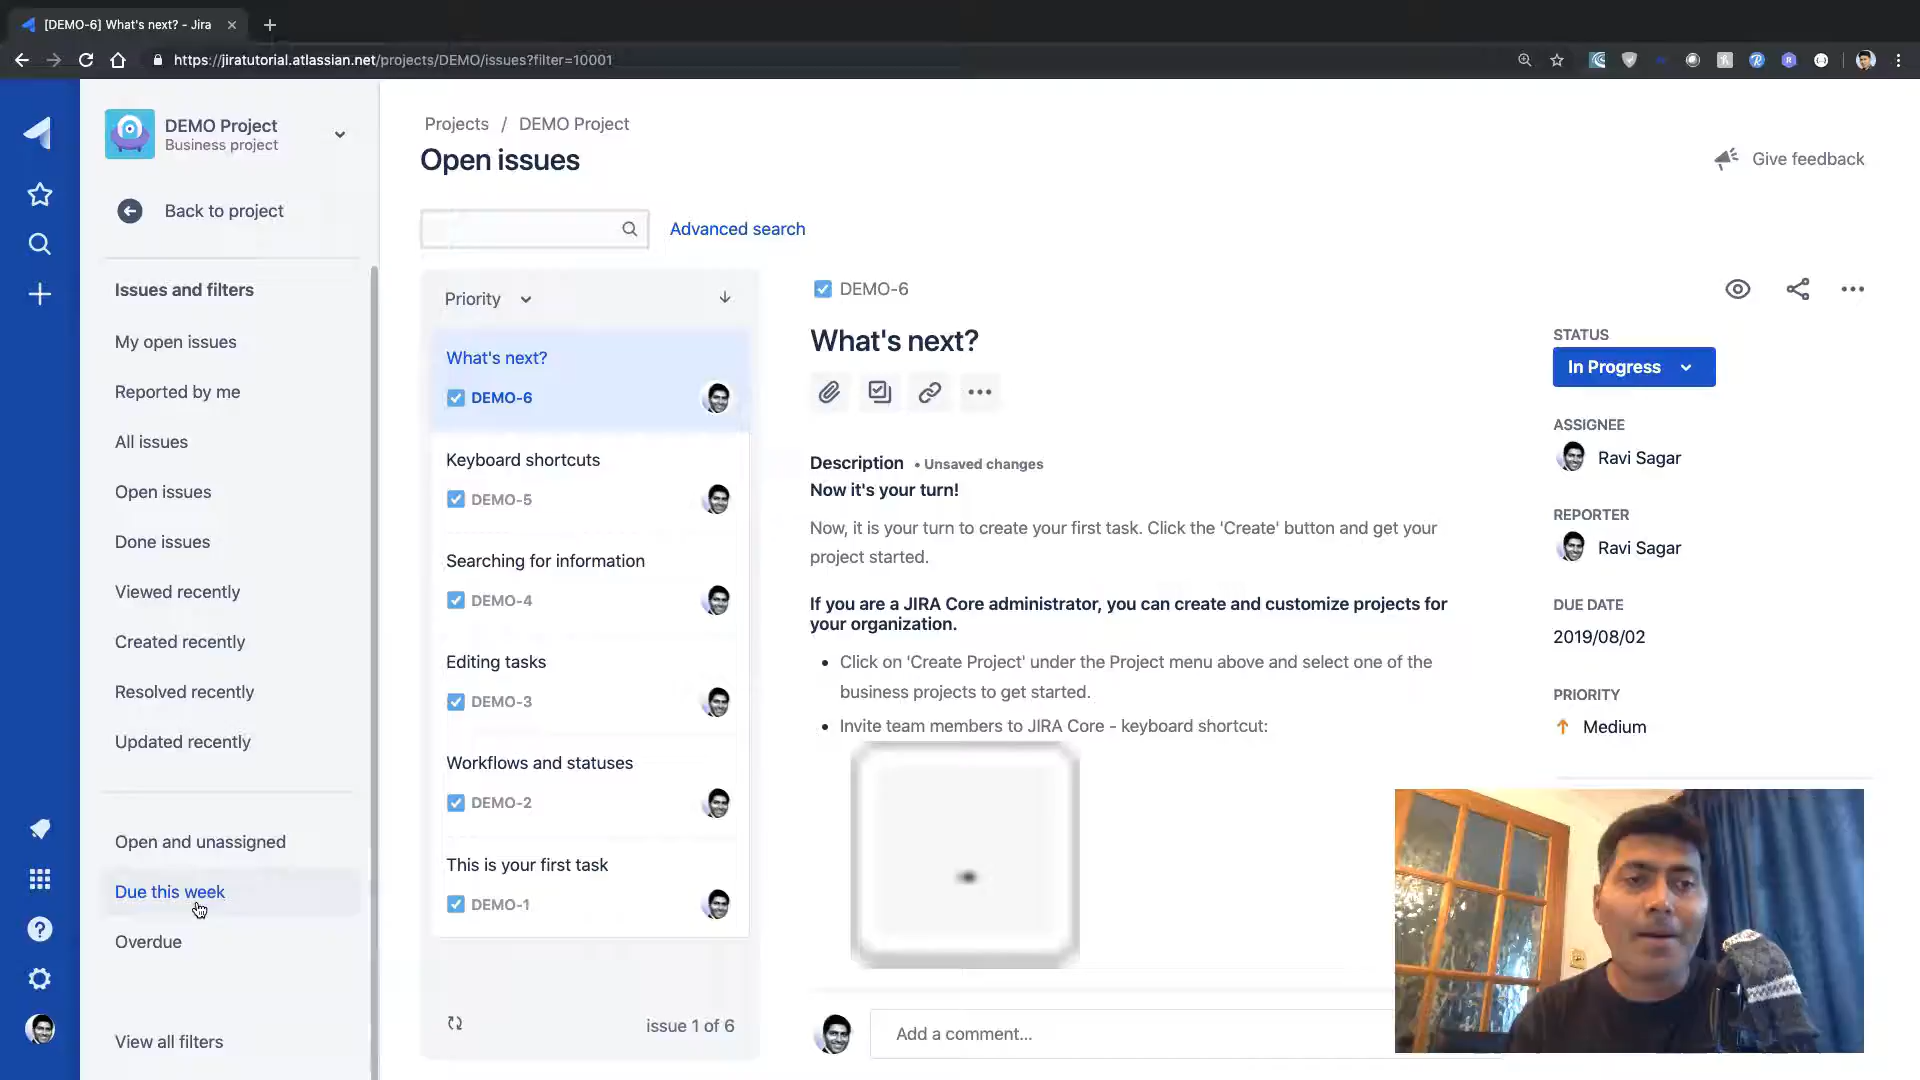 [DEMO-6] What's next? - Jira
https://jiratutorial.atlassian.net/projects/DEMO/issues?filter=10001
DEMO Project
Business project
Back to project
Issues and filters
My open issues
Reported by me
All issues
Open issues
Done issues
Viewed recently
Created recently
Resolved recently
Updated recently
Open and unassigned
Due this week
Overdue
View all filters
Projects / DEMO Project
Open issues
Give feedback
Advanced search
Priority
What's next?
DEMO-6
Keyboard shortcuts
DEMO-5
Searching for information
DEMO-4
Editing tasks
DEMO-3
Workflows and statuses
DEMO-2
This is your first task
DEMO-1
issue 1 of 6
DEMO-6
What's next?
Description • Unsaved changes
Now it's your turn!
Now, it is your turn to create your first task. Click the 'Create' button and get your
project started.
If you are a JIRA Core administrator, you can create and customize projects for
your organization.
• Click on 'Create Project' under the Project menu above and select one of the
business projects to get started.
• Invite team members to JIRA Core - keyboard shortcut:
Add a comment...
STATUS
In Progress
ASSIGNEE
Ravi Sagar
REPORTER
Ravi Sagar
DUE DATE
2019/08/02
PRIORITY
Medium